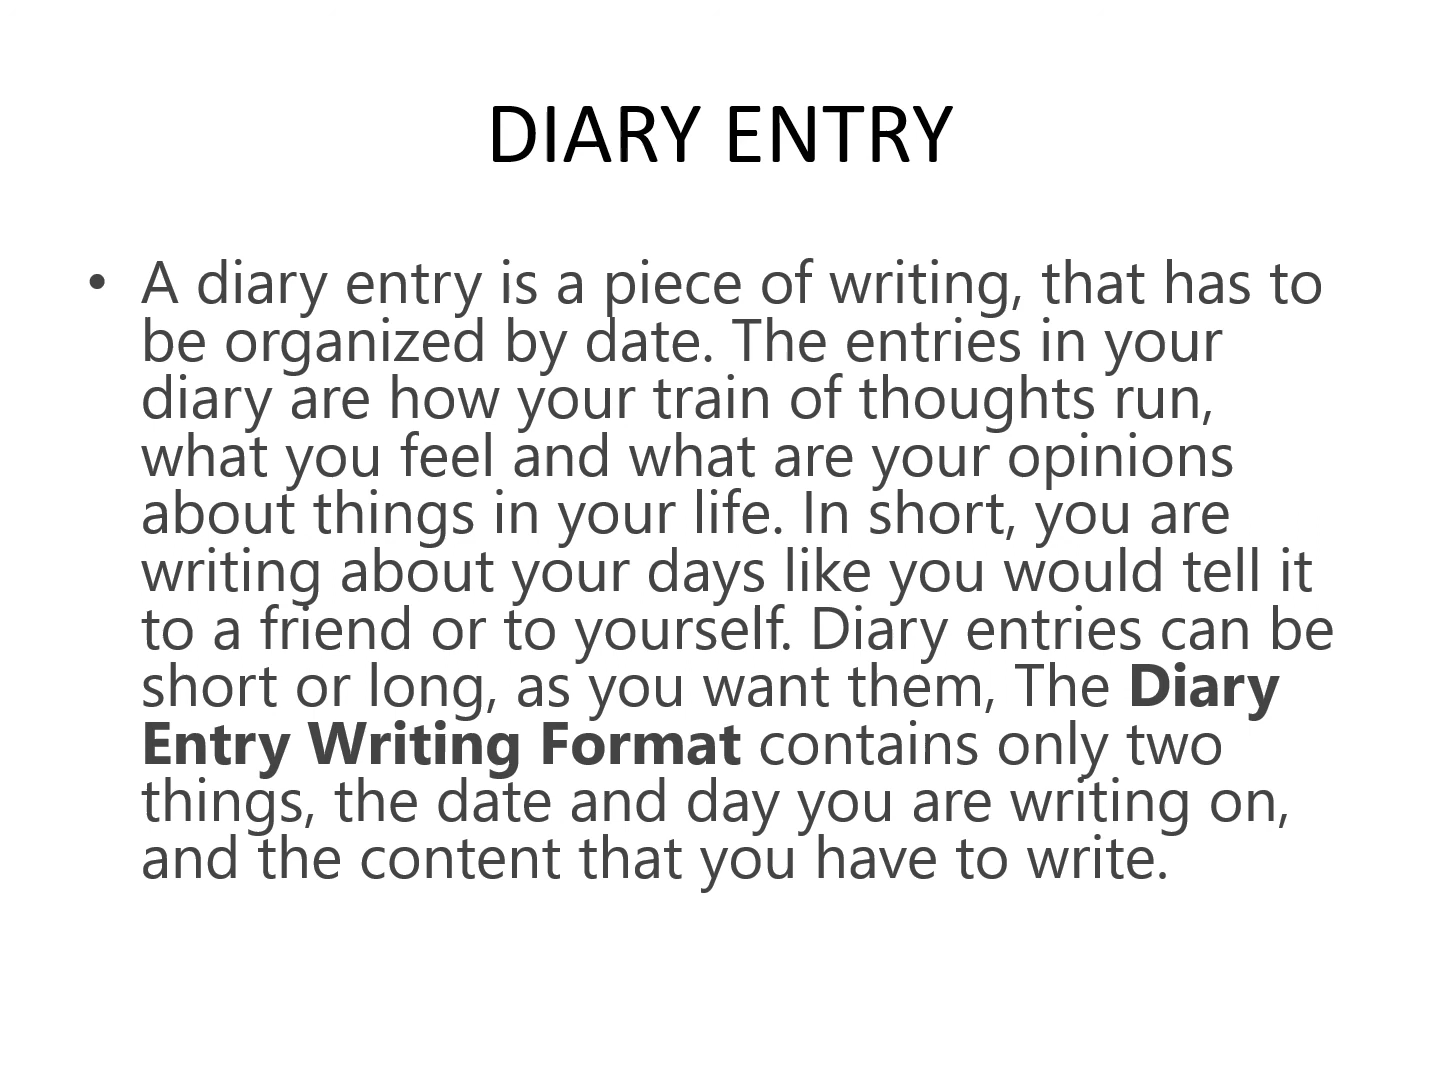 DIARY ENTRY
• A diary entry is a piece of writing, that has to
be organized by date. The entries in your
diary are how your train of thoughts run,
what you feel and what are your opinions
about things in your life. In short, you are
writing about your days like you would tell it
to a friend or to yourself. Diary entries can be
short or long, as you want them, The Diary
Entry Writing Format contains only two
things, the date and day you are writing on,
and the content that you have to write.